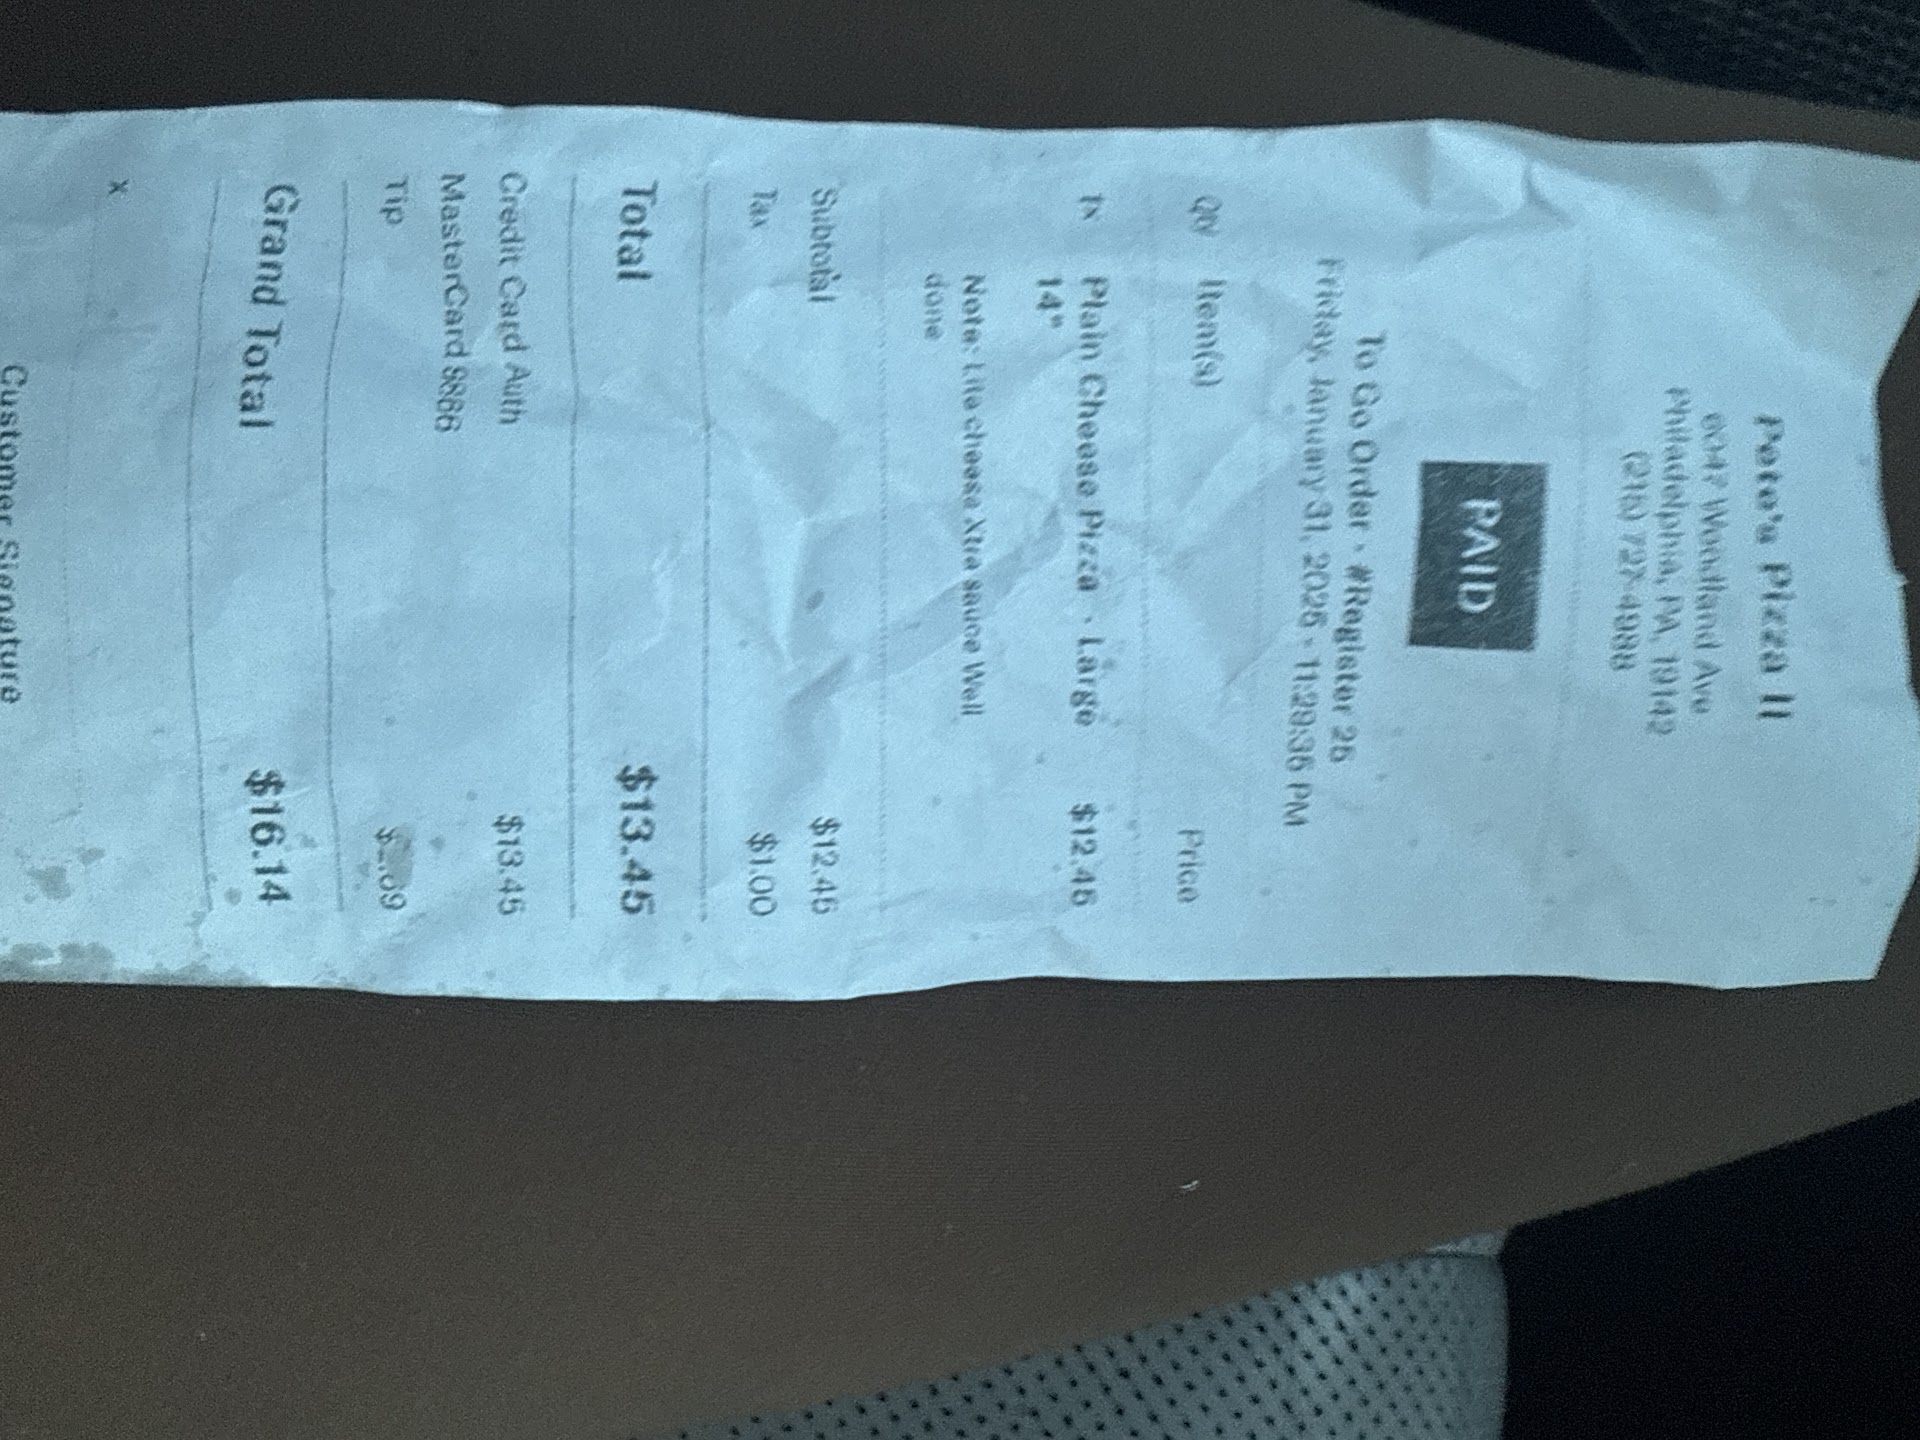 Pete's Pizza II
6047 Woodland Ave
Philadelphia, PA, 19142
(215) 727-4988
PAID
To Go Order - #Register 26
Friday, January 31, 2025 - 11:29:36 PM
Qty Item(s) Price
1x Plain Cheese Pizza - Large $12.45
14"
Note: Lite cheese Xtra sauce Well
done
Subtotal $12.45
Tax $1.00
Total $13.45
Credit Card Auth $13.45
MasterCard
Tip
Grand Total $16.14
x
Customer Signature